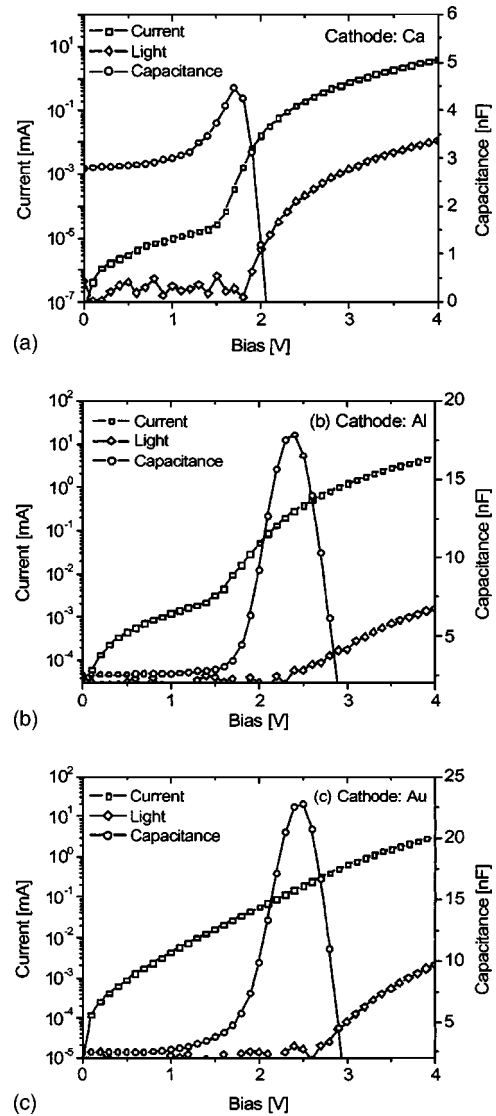 Cathode: Ca
Current
Light
Capacitance
Current [mA]
10¹
10⁻¹
10⁻³
10⁻⁵
10⁻⁷
Capacitance [nF]
6
5
4
3
2
1
0
0 1 2 3 4
Bias [V]
(a)
(b) Cathode: Al
Current
Light
Capacitance
Current [mA]
10²
10¹
10⁰
10⁻¹
10⁻²
10⁻³
10⁻⁴
Capacitance [nF]
20
15
10
5
0 1 2 3 4
Bias [V]
(b)
(c) Cathode: Au
Current
Light
Capacitance
Current [mA]
10²
10¹
10⁰
10⁻¹
10⁻²
10⁻³
10⁻⁴
10⁻⁵
Capacitance [nF]
25
20
15
10
5
0 1 2 3 4
Bias [V]
(c)